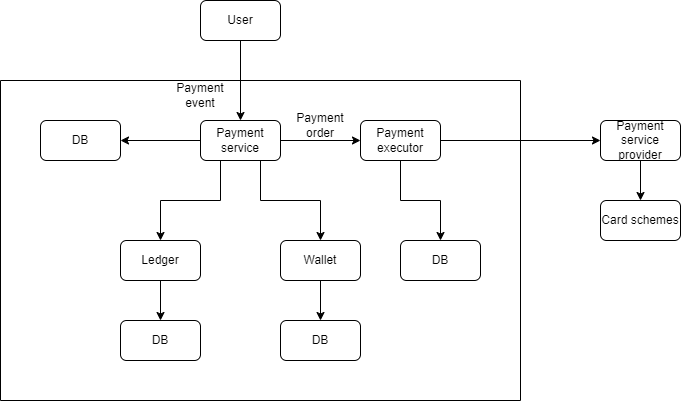 User
Payment
event
Payment
order
DB
Payment
service
Payment
executor
Payment
service
provider
Card schemes
Ledger
Wallet
DB
DB
DB